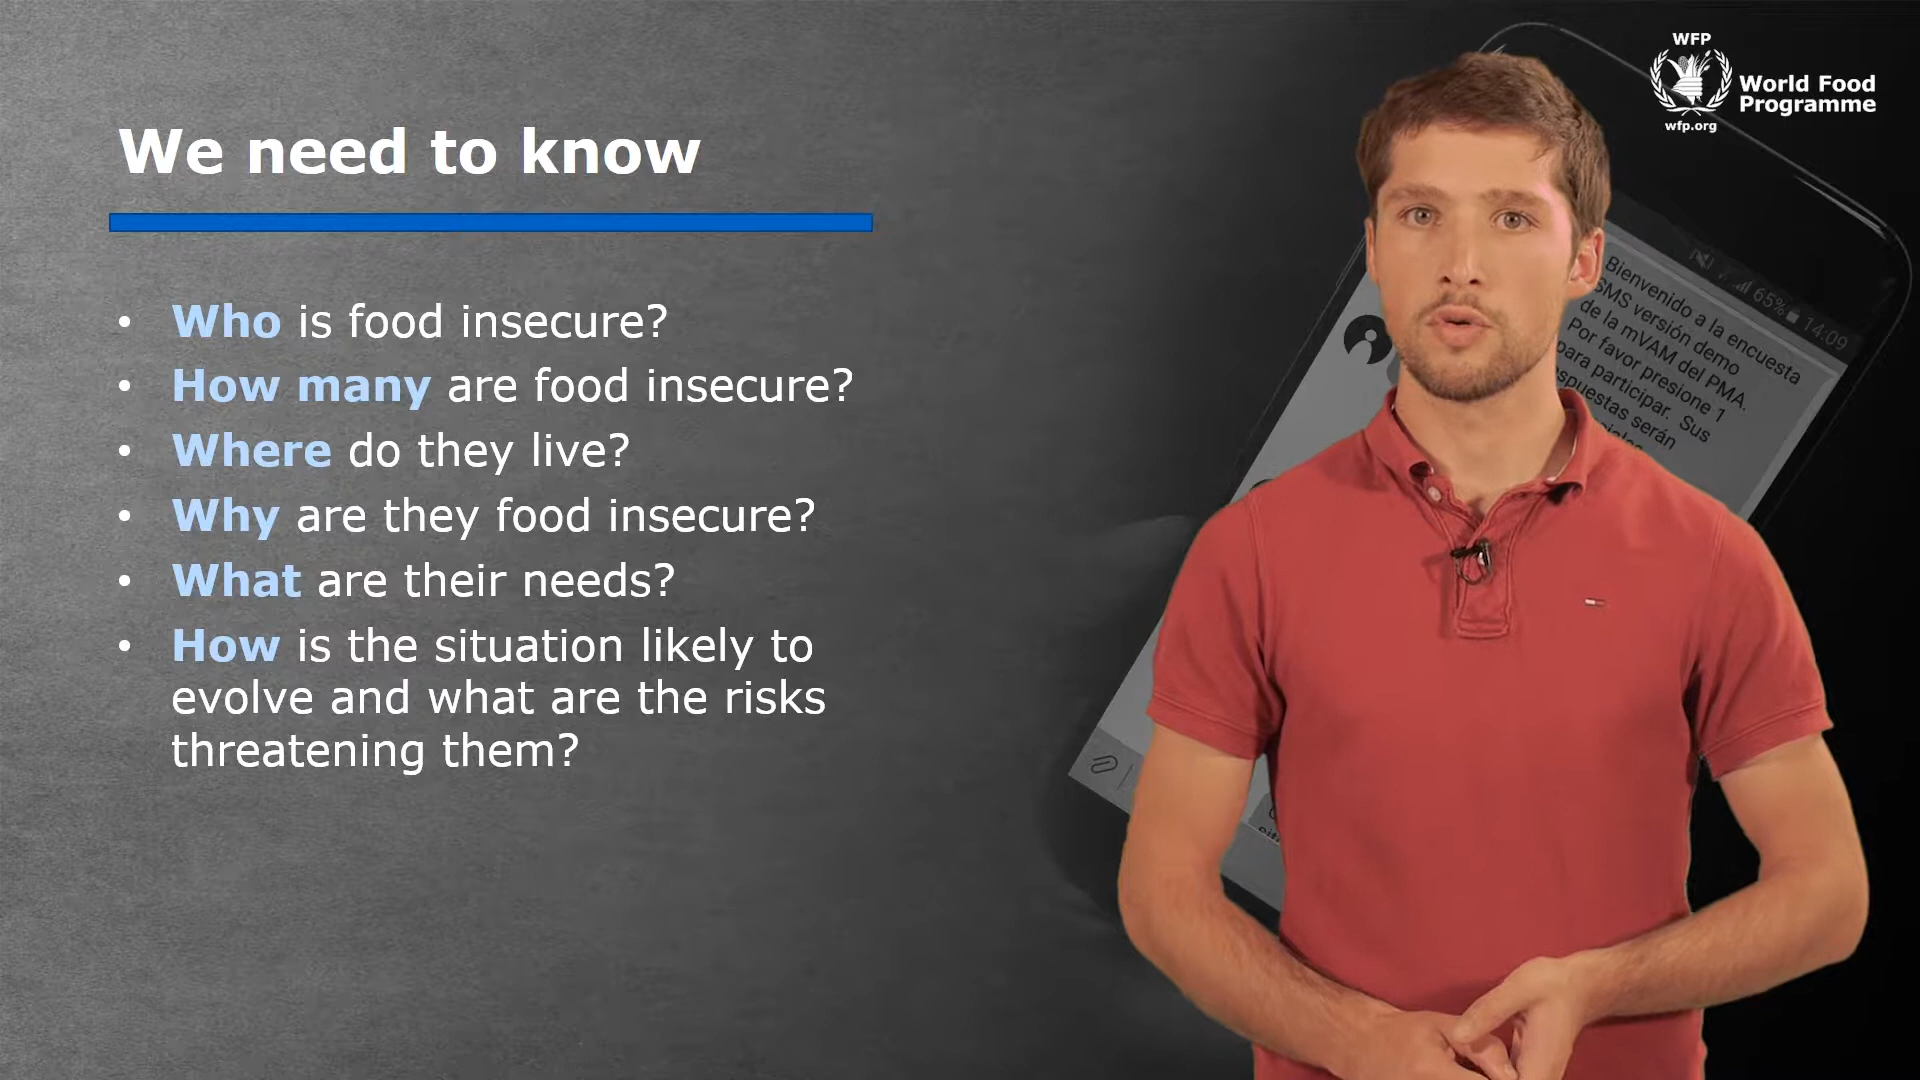 We need to know
• Who is food insecure?
• How many are food insecure?
• Where do they live?
• Why are they food insecure?
• What are their needs?
• How is the situation likely to
evolve and what are the risks
threatening them?
WFP
World Food
Programme
wfp.org
65% 14:09
Bienvenido a la encuesta
SMS versión demo
de la mVAM del PMA.
Por favor presione 1
para participar. Sus
serán